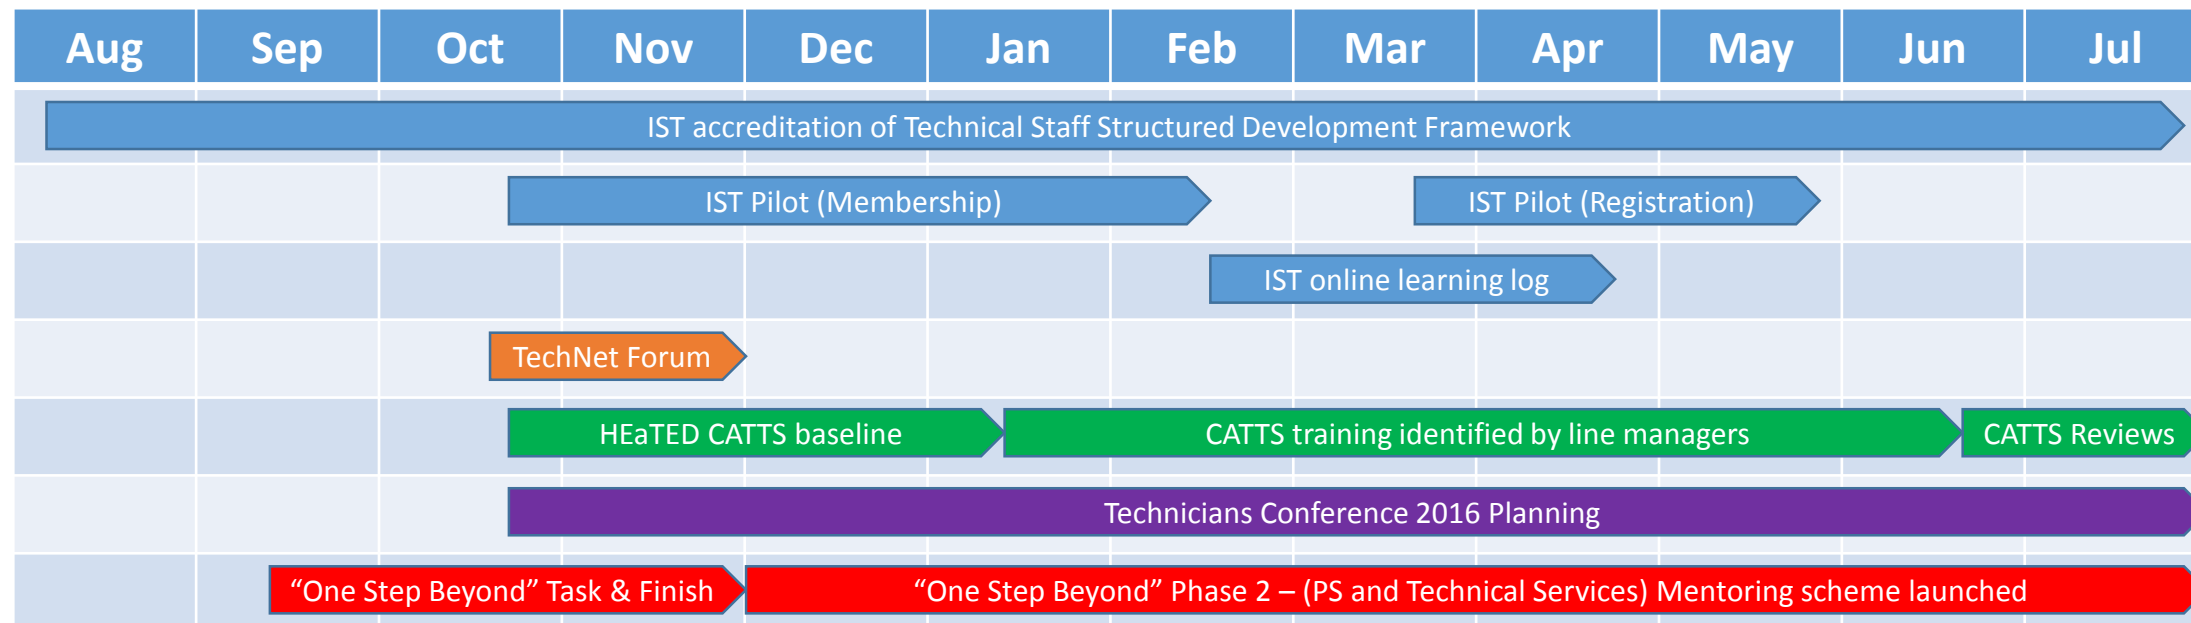 Aug Sep Oct Nov Dec Jan Feb Mar Apr May Jun Jul
IST accreditation of Technical Staff Structured Development Framework
IST Pilot (Membership) IST Pilot (Registration)
IST online learning log
TechNet Forum
HEaTED CATTS baseline CATTS training identified by line managers CATTS Reviews
Technicians Conference 2016 Planning
“One Step Beyond” Task & Finish “One Step Beyond” Phase 2 – (PS and Technical Services) Mentoring scheme launched